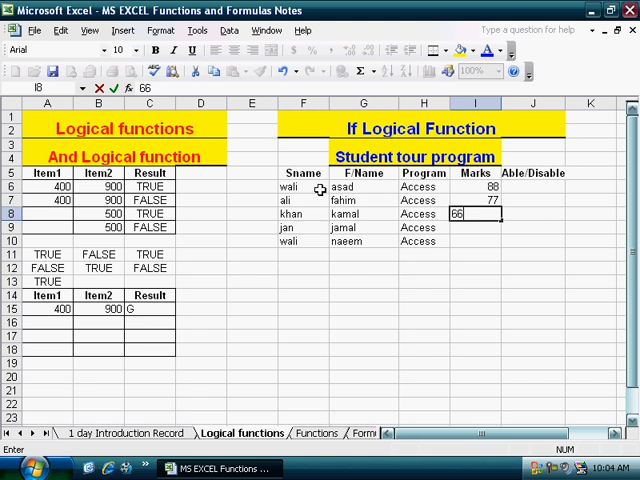 Microsoft Excel - MS EXCEL Functions and Formulas Notes
File Edit View Insert Format Tools Data Window Help Type a question for help
Arial 10 B I U
100%
I8 66
A B C D E F G H I J K
1
2 Logical functions If Logical Function
3
4 And Logical function Student tour program
5 Item1 Item2 Result Sname F/Name Program Marks Able/Disable
6 400 900 TRUE wali asad Access 88
7 400 900 FALSE ali fahim Access 77
8 500 TRUE khan kamal Access 66
9 500 FALSE jan jamal Access
10 wali naeem Access
11 TRUE FALSE TRUE
12 FALSE TRUE FALSE
13 TRUE
14 Item1 Item2 Result
15 400 900 G
16
17
18
19
20
21
22
23
1 day Introduction Record Logical functions Functions Formu
Enter
start MS EXCEL Functions ... 10:04 AM